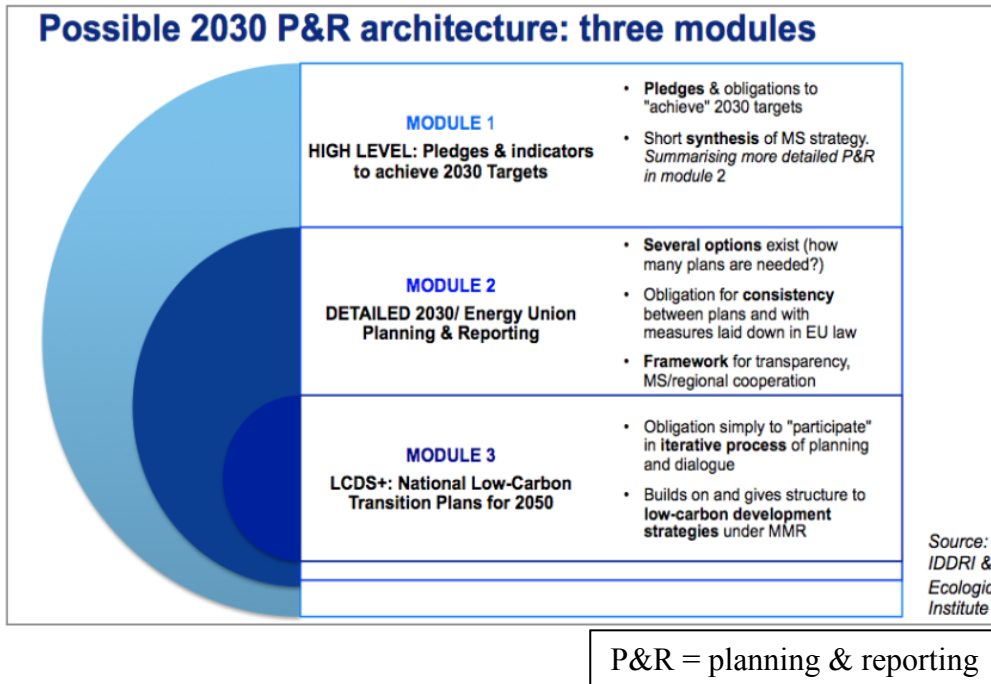 Possible 2030 P&R architecture: three modules
MODULE 1
HIGH LEVEL: Pledges & indicators
to achieve 2030 Targets
• Pledges & obligations to
"achieve" 2030 targets
• Short synthesis of MS strategy.
Summarising more detailed P&R
in module 2
MODULE 2
DETAILED 2030/ Energy Union
Planning & Reporting
• Several options exist (how
many plans are needed?)
• Obligation for consistency
between plans and with
measures laid down in EU law
• Framework for transparency,
MS/regional cooperation
MODULE 3
LCDS+: National Low-Carbon
Transition Plans for 2050
• Obligation simply to "participate"
in iterative process of planning
and dialogue
• Builds on and gives structure to
low-carbon development
strategies under MMR
Source:
IDDRI &
Ecologic
Institute
P&R = planning & reporting